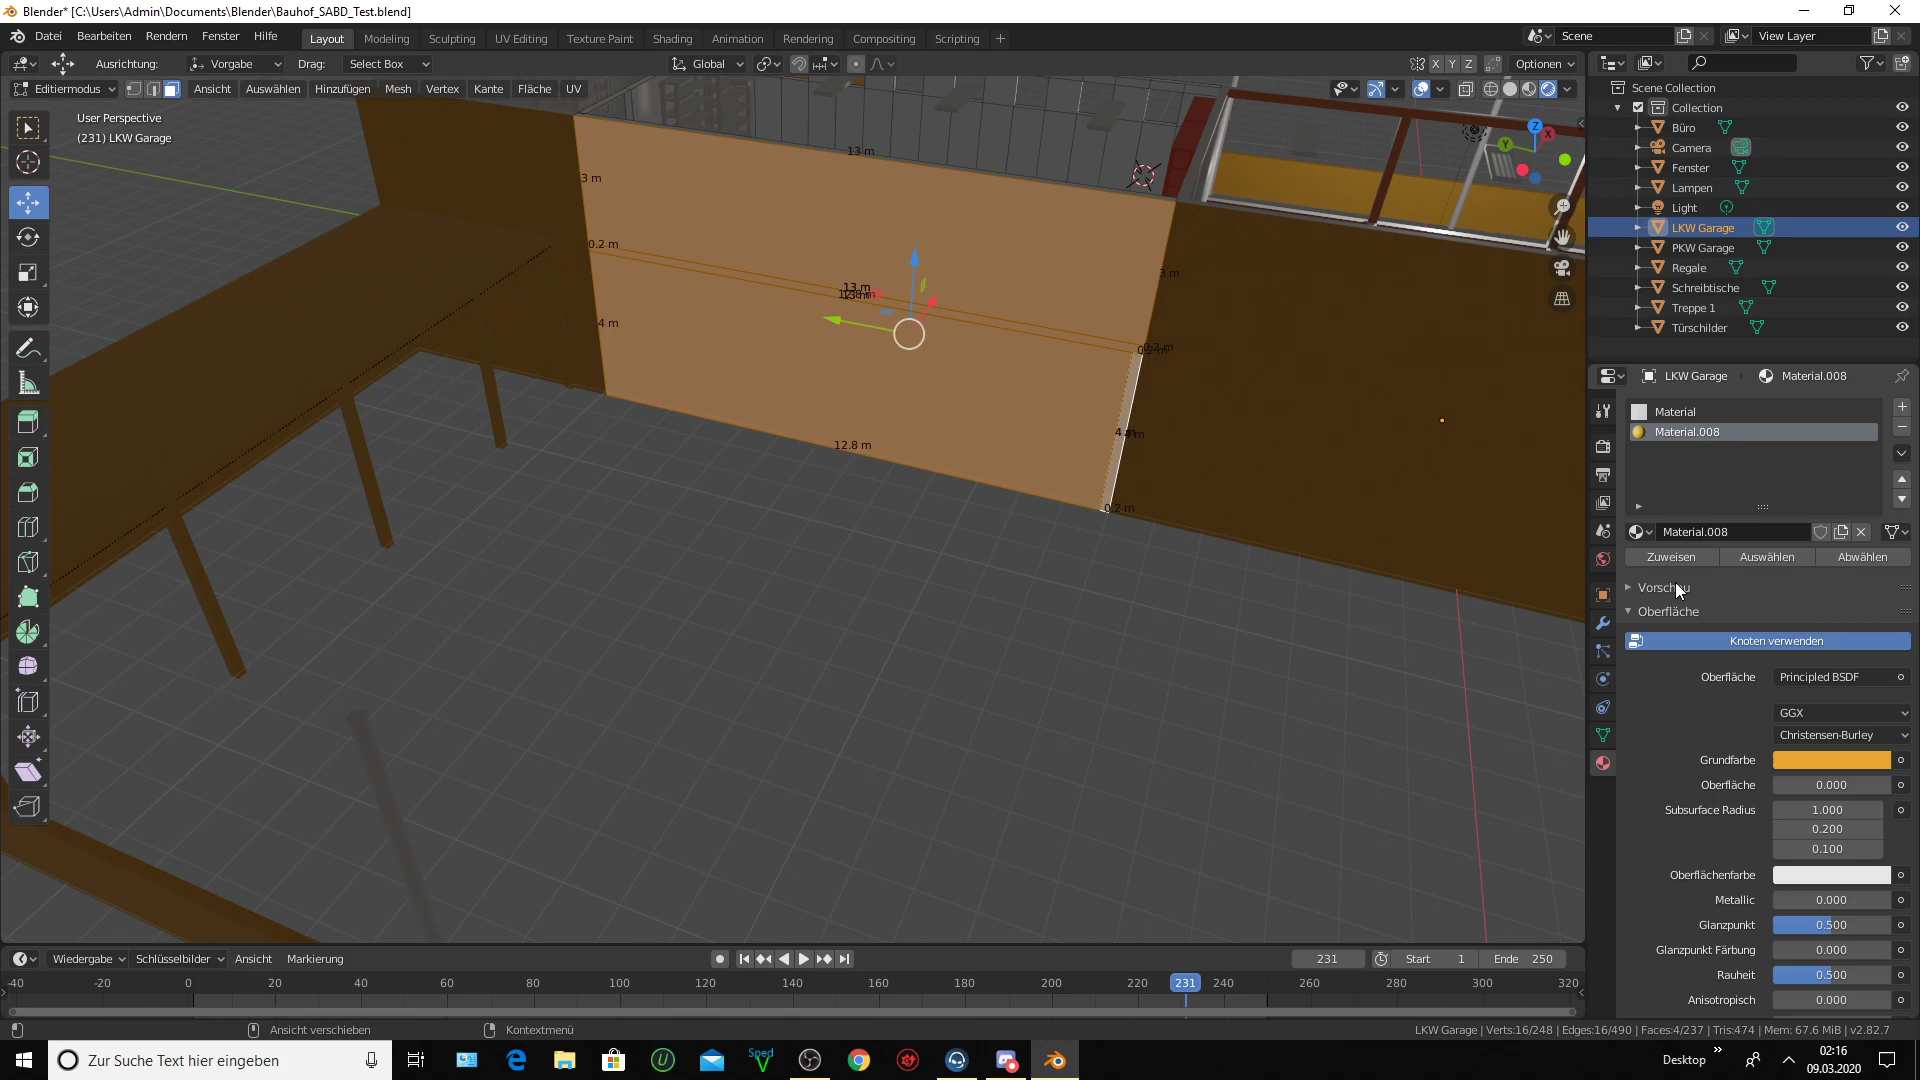 Blender* [C:\Users\Admin\Documents\Blender\Bauhof_SABD_Test.blend]
Datei Bearbeiten Rendern Fenster Hilfe Layout Modeling Sculpting UV Editing Texture Paint Shading Animation Rendering Compositing Scripting + Scene View Layer
Ausrichtung: Vorgabe Drag: Select Box Global X Y Z Optionen
Editiermodus Ansicht Auswählen Hinzufügen Mesh Vertex Kante Fläche UV
User Perspective
(231) LKW Garage
13 m
3 m
0.2 m
3 m
13 m
4 m
0.2 m
12.8 m
0.2 m
Z
X
Y
Scene Collection
Collection
Büro
Camera
Fenster
Lampen
Light
LKW Garage
PKW Garage
Regale
Schreibtische
Treppe 1
Türschilder
LKW Garage Material.008
Material
Material.008
Material.008
Zuweisen Auswählen Abwählen
Vorschau
Oberfläche
Knoten verwenden
Oberfläche Principled BSDF
GGX
Christensen-Burley
Grundfarbe
Oberfläche 0.000
Subsurface Radius 1.000
0.200
0.100
Oberflächenfarbe
Metallic 0.000
Glanzpunkt 0.500
Glanzpunkt Färbung 0.000
Rauheit 0.500
Anisotropisch 0.000
Wiedergabe Schlüsselbilder Ansicht Markierung 231 Start 1 Ende 250
-40 -20 0 20 40 60 80 100 120 140 160 180 200 220 231 240 260 280 300 320
Ansicht verschieben Kontextmenü LKW Garage | Verts:16/248 | Edges:16/490 | Faces:4/237 | Tris:474 | Mem: 67.6 MiB | v2.82.7
Zur Suche Text hier eingeben Sped V Desktop » 02:16
09.03.2020